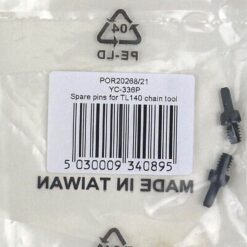 04
PE-LD
POR20268/21
YC-336P
Spare pins for TL140 chain tool
5 030009 340895
MADE IN TAIWAN